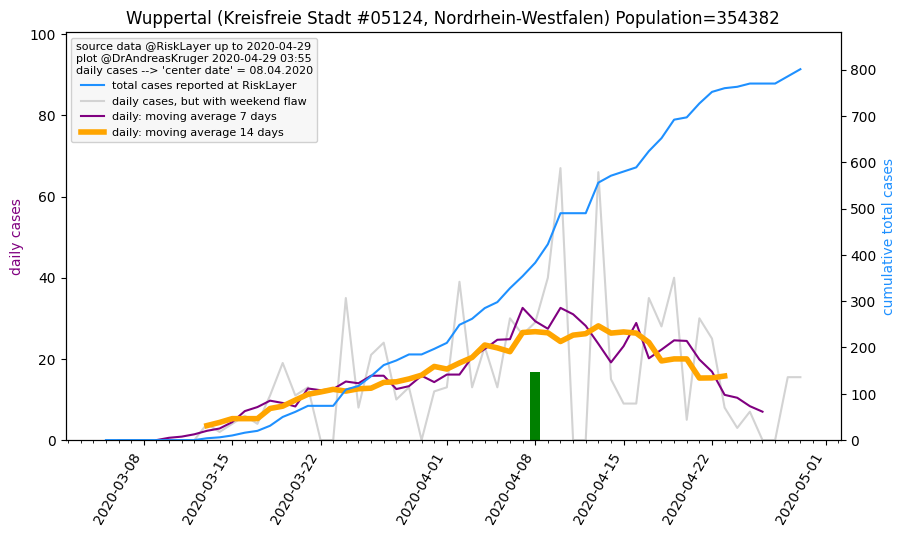 Wuppertal (Kreisfreie Stadt #05124, Nordrhein-Westfalen) Population=354382
source data @RiskLayer up to 2020-04-29
plot @DrAndreasKruger 2020-04-29 03:55
daily cases --> 'center date' = 08.04.2020
total cases reported at RiskLayer
daily cases, but with weekend flaw
daily: moving average 7 days
daily: moving average 14 days
100
80
60
40
20
0
daily cases
800
700
600
500
400
300
200
100
0
cumulative total cases
2020-03-08
2020-03-15
2020-03-22
2020-04-01
2020-04-08
2020-04-15
2020-04-22
2020-05-01